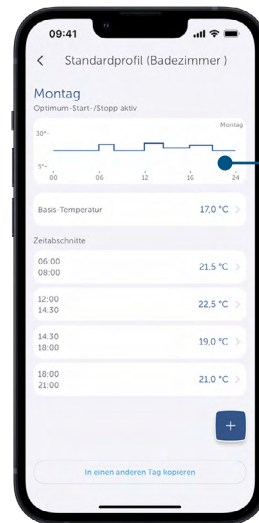 09:41
Standardprofil (Badezimmer )
Montag
Optimum-Start-/Stopp aktiv
Montag
30°-
5°-
00 06 12 16 24
Basis-Temperatur 17,0 °C
Zeitabschnitte
06:00
08:00
21,5 °C
12:00
14:30
22,5 °C
14:30
18:00
19,0 °C
18:00
21:00
21,0 °C
+
In einen anderen Tag kopieren